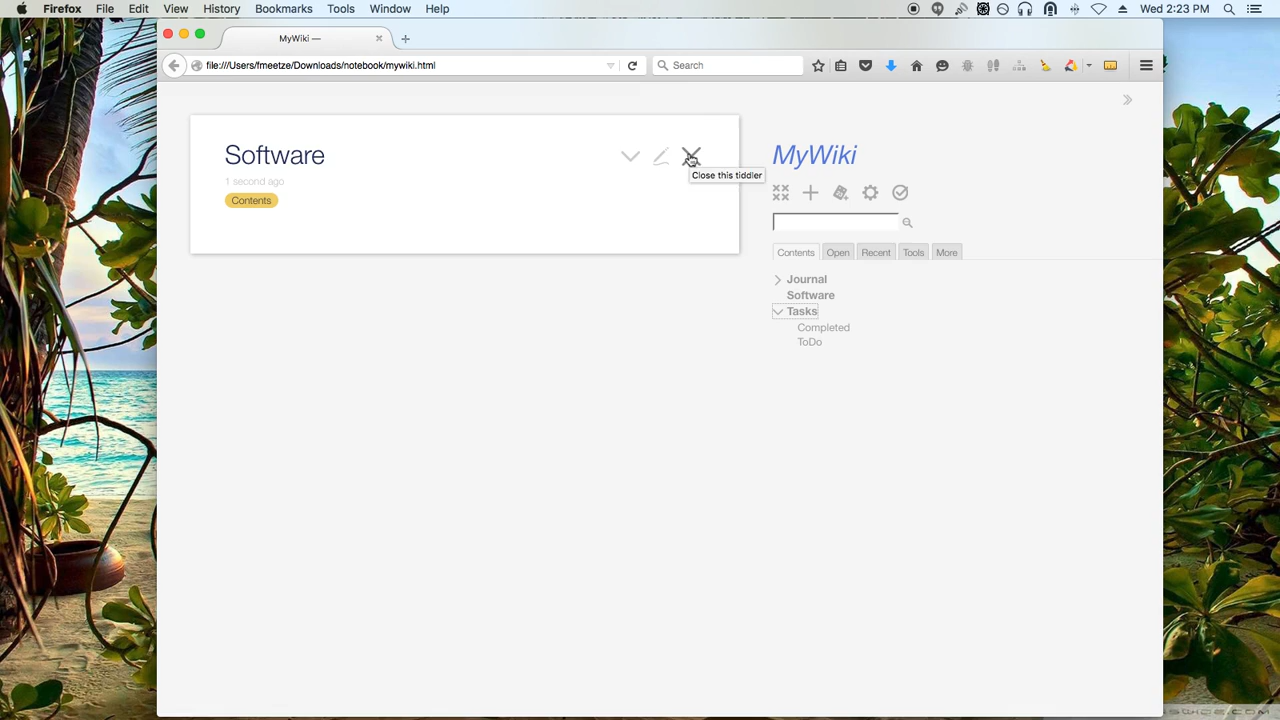 Firefox File Edit View History Bookmarks Tools Window Help Wed 2:23 PM
MyWiki —
file:///Users/fmeetze/Downloads/notebook/mywiki.html
Search
Software
1 second ago
Contents
Close this tiddler
MyWiki
Contents Open Recent Tools More
Journal
Software
Tasks
Completed
ToDo